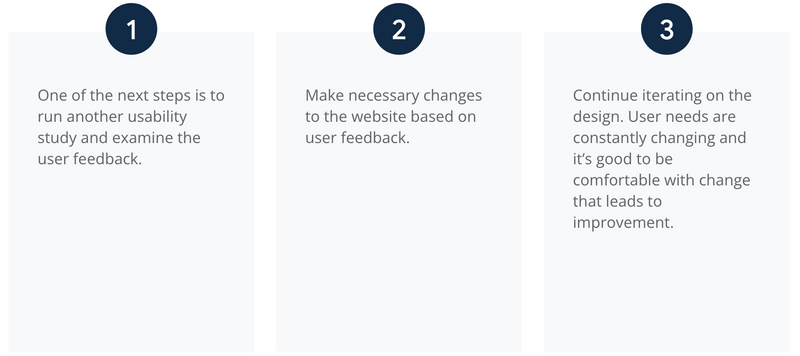 1
One of the next steps is to
run another usability
study and examine the
user feedback.
2
Make necessary changes
to the website based on
user feedback.
3
Continue iterating on the
design. User needs are
constantly changing and
it’s good to be
comfortable with change
that leads to
improvement.